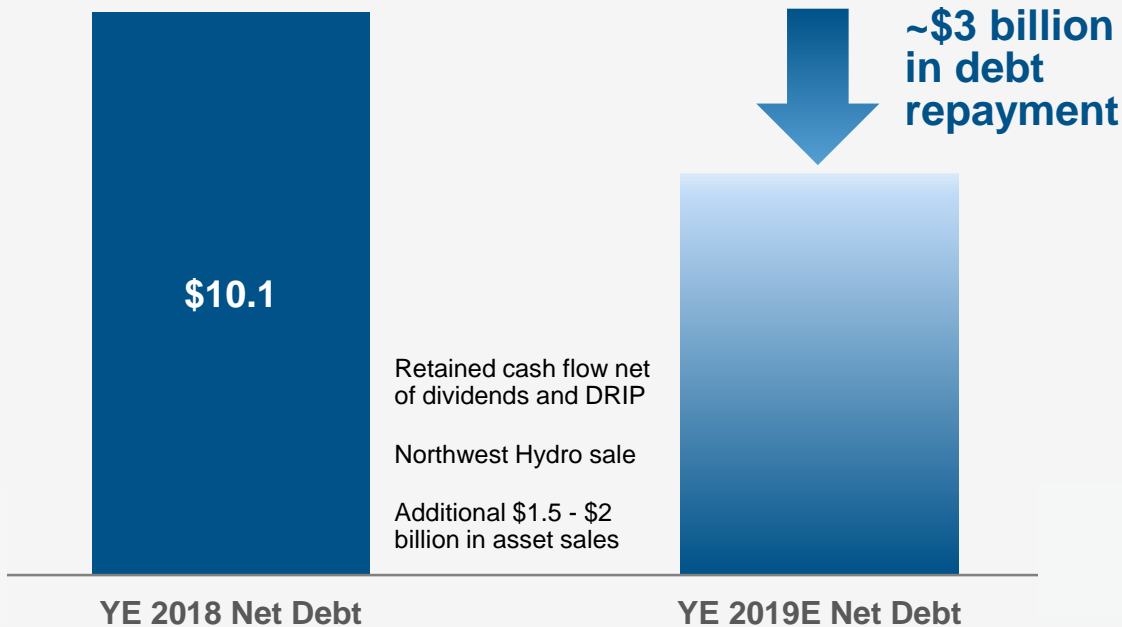 ~$3 billion
in debt
repayment
$10.1
Retained cash flow net
of dividends and DRIP
Northwest Hydro sale
Additional $1.5 - $2
billion in asset sales
YE 2018 Net Debt
YE 2019E Net Debt